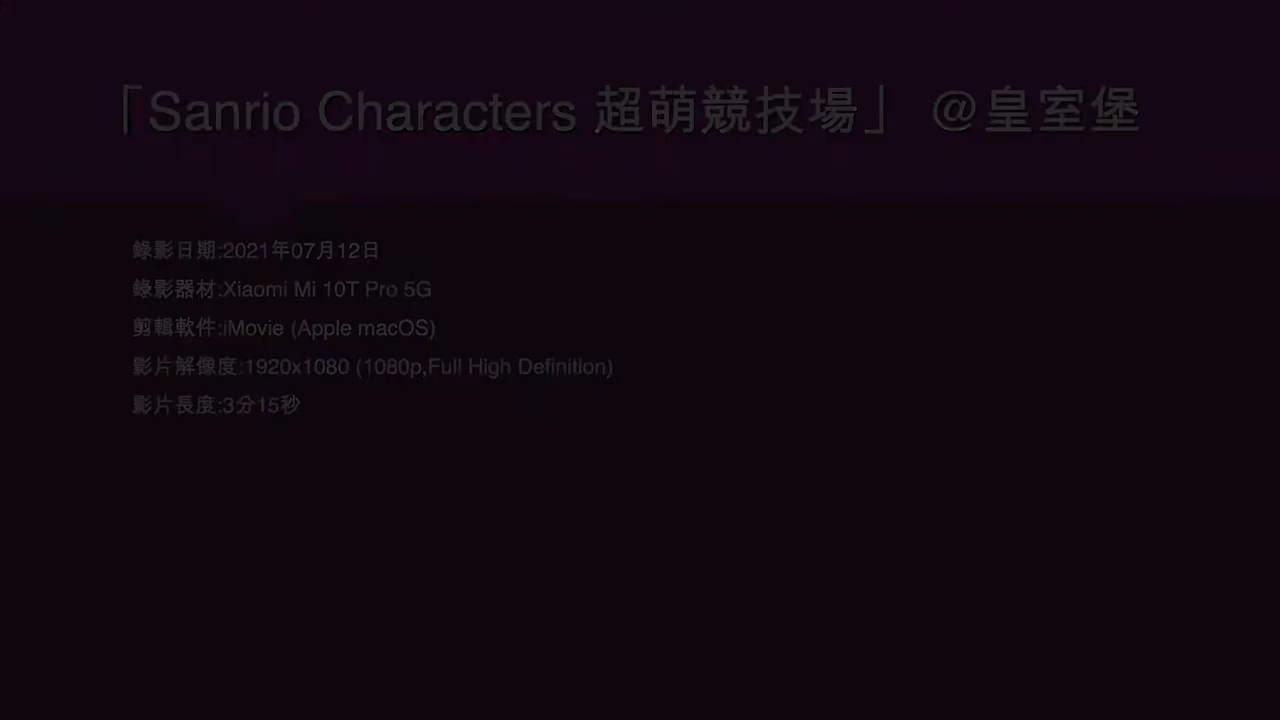 「Sanrio Characters 超萌競技場」 @皇室堡
錄影日期:2021年07月12日
錄影器材:Xiaomi Mi 10T Pro 5G
剪輯軟件:iMovie (Apple macOS)
影片解像度:1920x1080 (1080p,Full High Definition)
影片長度:3分15秒